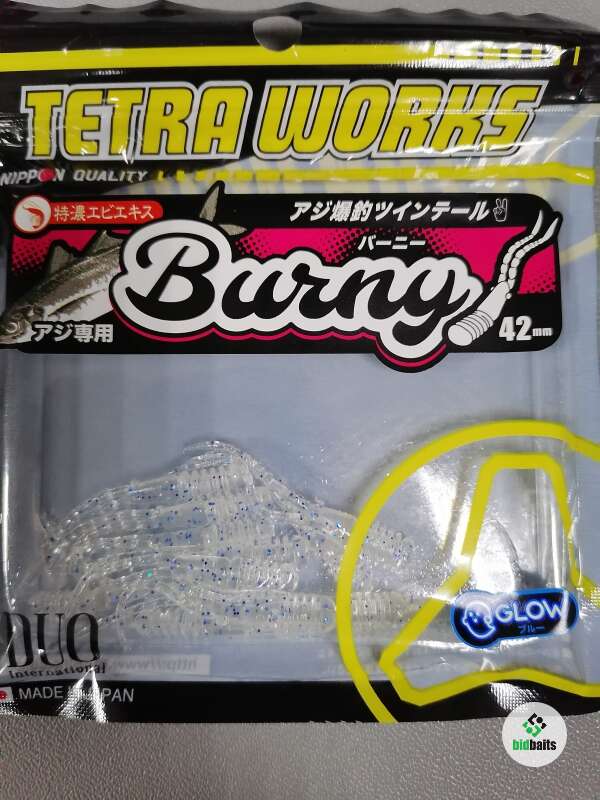 TETRA WORKS
NIPPON QUALITY
特濃エビエキス
アジ爆釣ツインテール
バーニー
Burny
アジ専用
42mm
GLOW
ブルー
DUO
International
MADE IN JAPAN
bidbaits